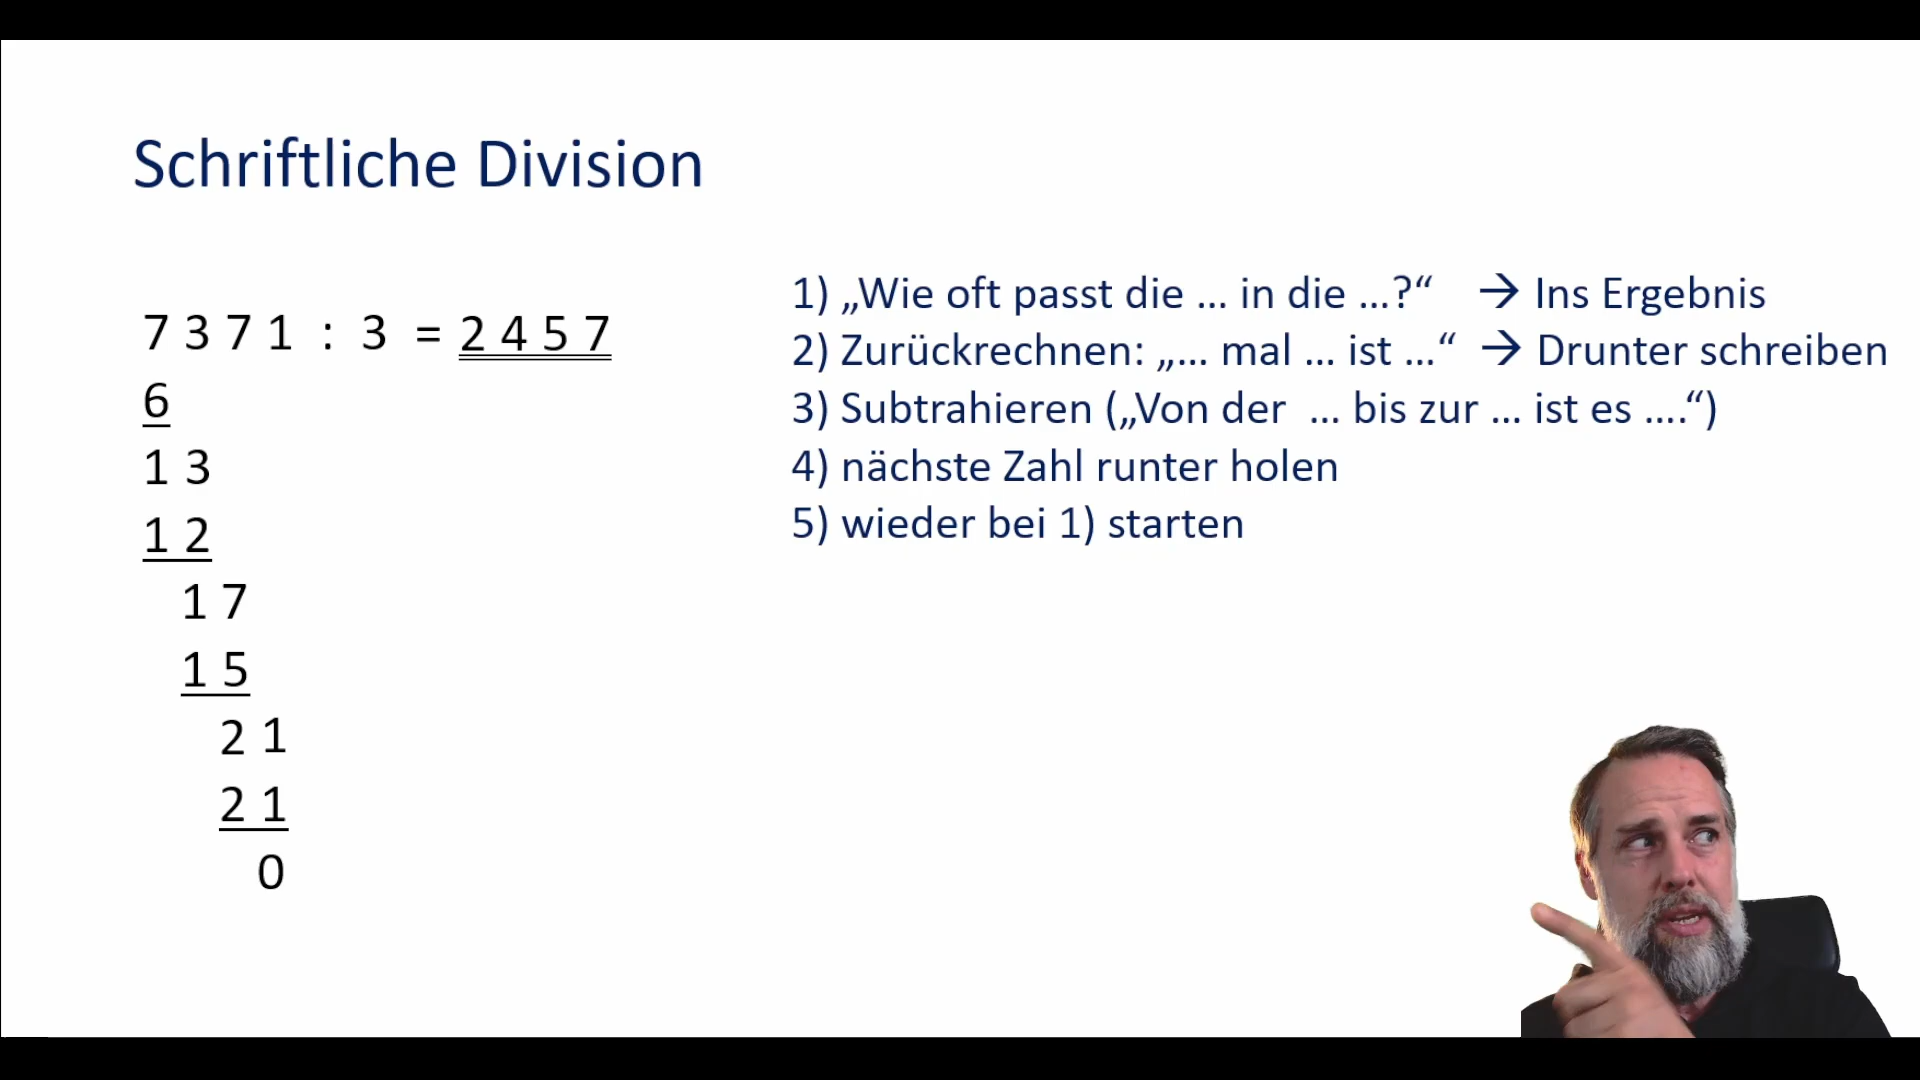 Schriftliche Division
7 3 7 1 : 3 = 2 4 5 7
6
1 3
1 2
1 7
1 5
2 1
2 1
0
1) „Wie oft passt die … in die …?“ → Ins Ergebnis
2) Zurückrechnen: „… mal … ist …“ → Drunter schreiben
3) Subtrahieren („Von der … bis zur … ist es ….“)
4) nächste Zahl runter holen
5) wieder bei 1) starten